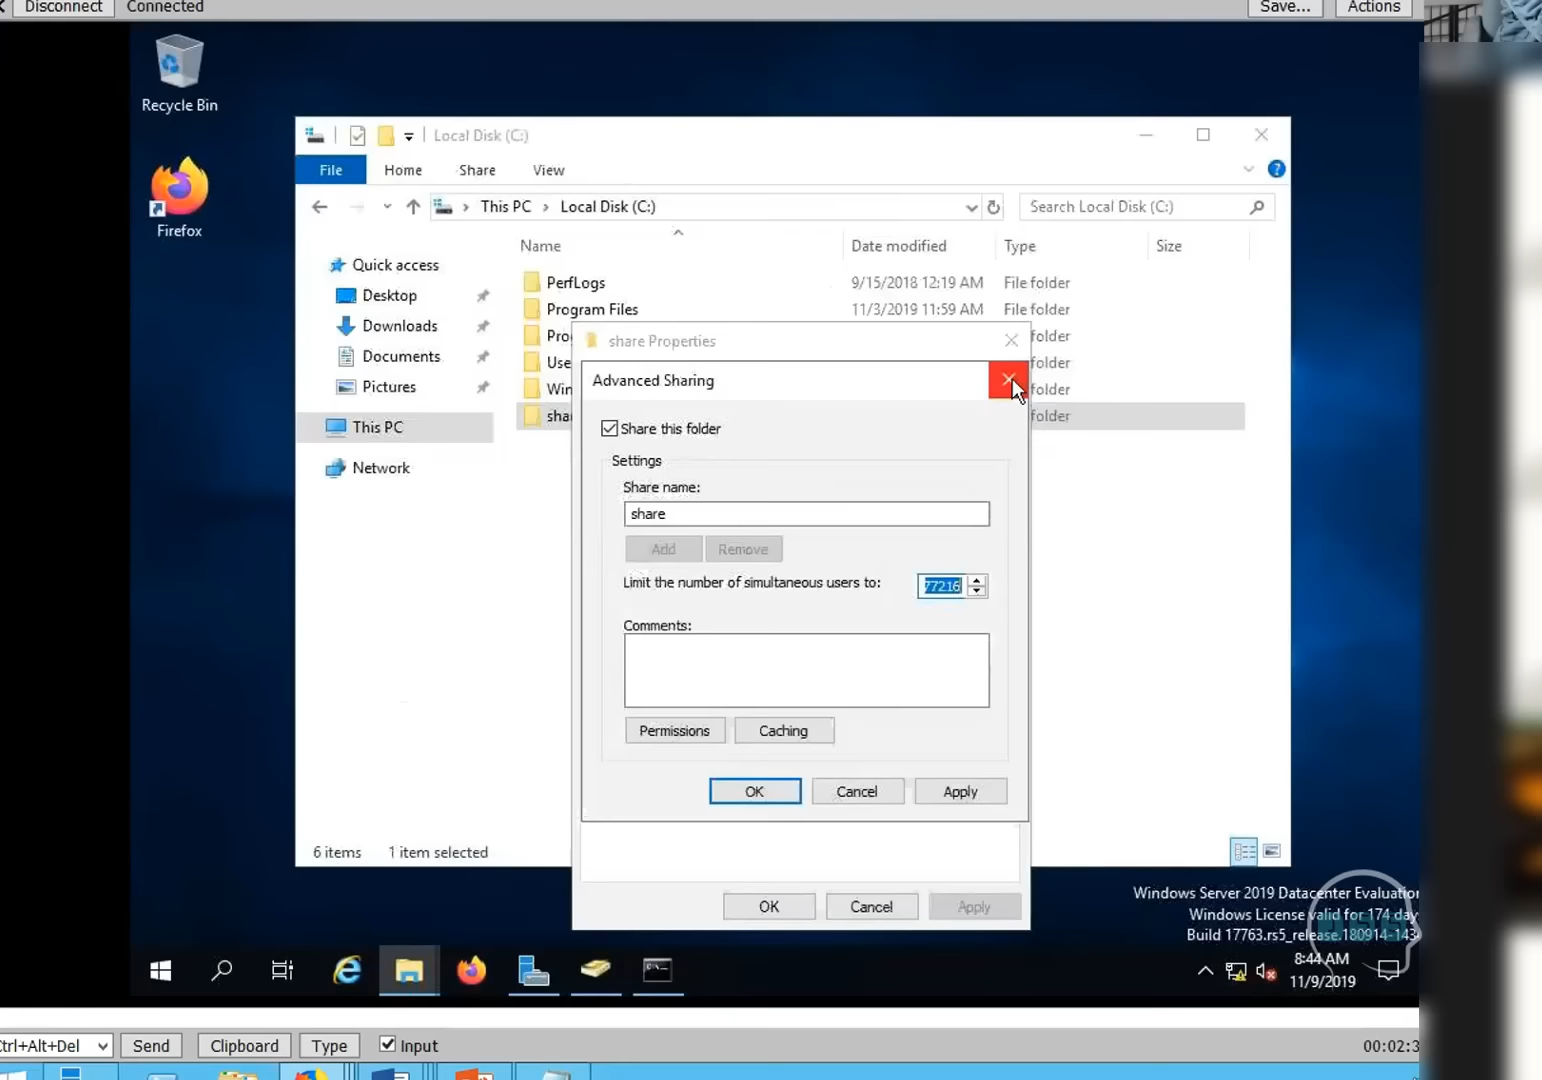 Disconnect Connected Save... Actions
Recycle Bin
Firefox
Local Disk (C:)
File Home Share View
This PC > Local Disk (C:) Search Local Disk (C:)
Name Date modified Type Size
Quick access
Desktop
Downloads
Documents
Pictures
This PC
Network
PerfLogs 9/15/2018 12:19 AM File folder
Program Files 11/3/2019 11:59 AM File folder
Pro folder
Use folder
Win folder
sha folder
share Properties
Advanced Sharing
Share this folder
Settings
Share name:
share
Add Remove
Limit the number of simultaneous users to: 77216
Comments:
Permissions Caching
OK Cancel Apply
6 items 1 item selected
OK Cancel Apply
Windows Server 2019 Datacenter Evaluation
Windows License valid for 174 day
Build 17763.rs5_release.180914-143
8:44 AM
11/9/2019
Ctrl+Alt+Del Send Clipboard Type Input 00:02:3